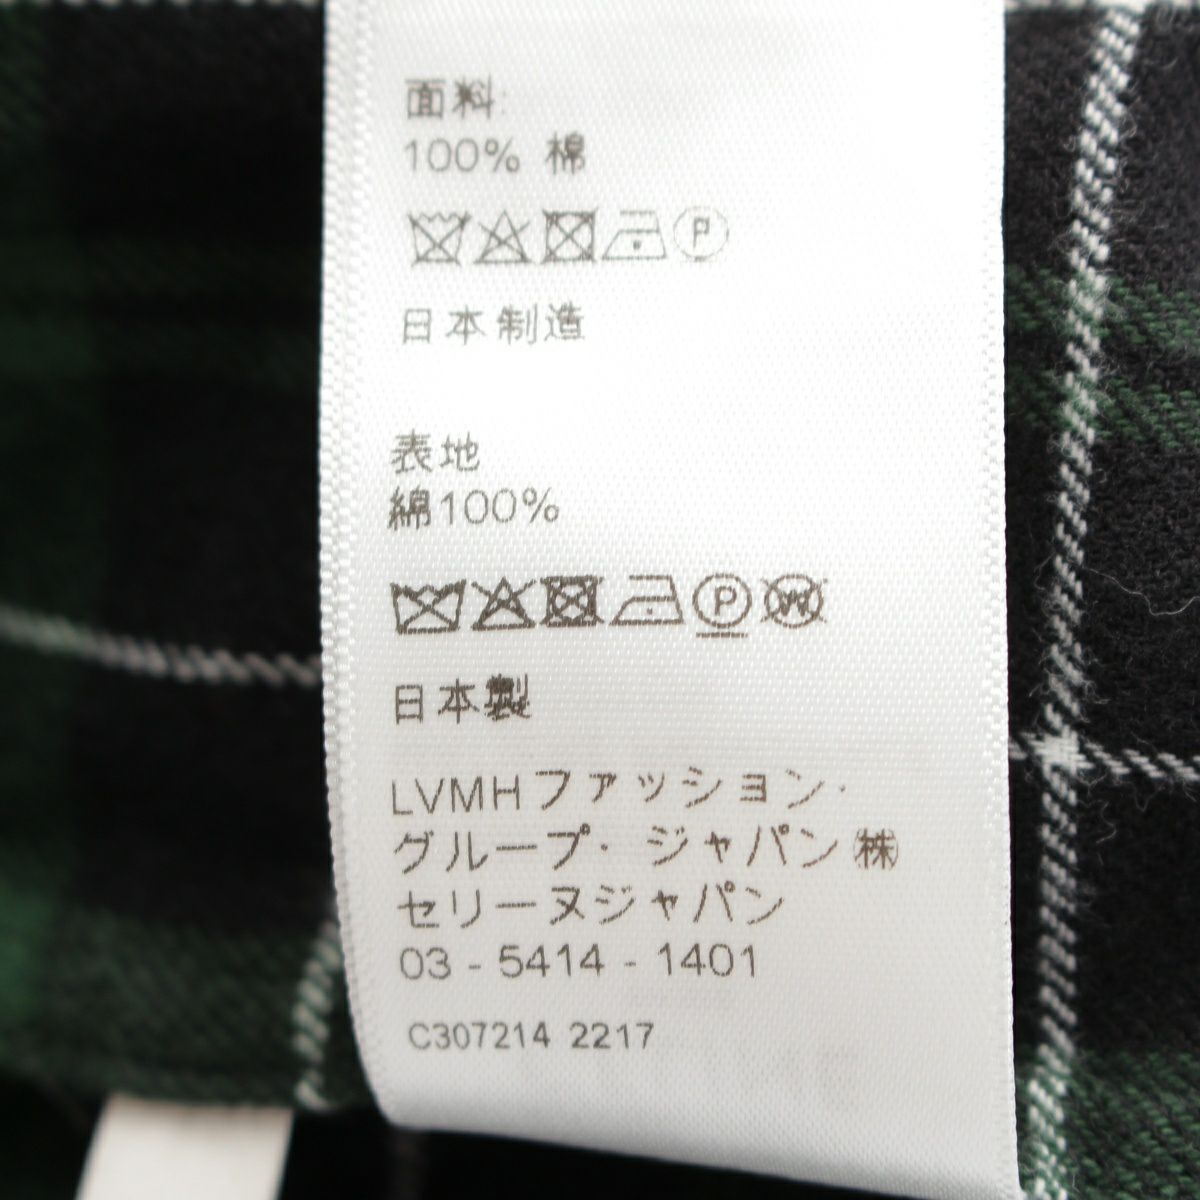 面料:
100% 棉
P
日本制造
表地
綿100%
P W
日本製
LVMHファッション・
グループ・ジャパン㈱
セリーヌジャパン
03 - 5414 - 1401
C307214 2217